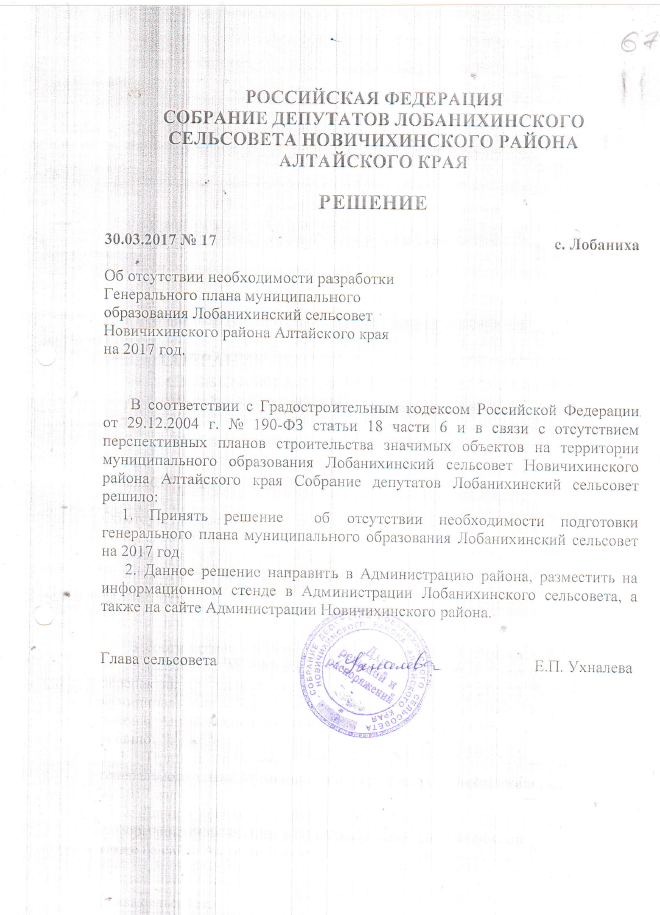 67
11
РОССИЙСКАЯ ФЕДЕРАЦИЯ
СОБРАНИЕ ДЕПУТАТОВ ЛОБАНИХИНСКОГО
СЕЛЬСОВЕТА НОВИЧИХИНСКОГО РАЙОНА
АЛТАЙСКОГО КРАЯ
РЕШЕНИЕ
30.03.2017 № 17 с. Лобаниха
Об отсутствии необходимости разработки
Генерального плана муниципального
образования Лобанихинский сельсовет
Новичихинского района Алтайского края
на 2017 год.
В соответствии с Градостроительным кодексом Российской Федерации
от 29.12.2004 г. № 190-ФЗ статьи 18 части 6 и в связи с отсутствием
перспективных планов строительства значимых объектов на территории
муниципального образования Лобанихинский сельсовет Новичихинского
района Алтайского края Собрание депутатов Лобанихинский сельсовет
решило:
1. Принять решение об отсутствии необходимости подготовки
генерального плана муниципального образования Лобанихинский сельсовет
на 2017 год
2. Данное решение направить в Администрацию района, разместить на
информационном стенде в Администрации Лобанихинского сельсовета, а
также на сайте Администрации Новичихинского района.
Глава сельсовета Е.П. Ухналева
Для
решений и
распоряжений